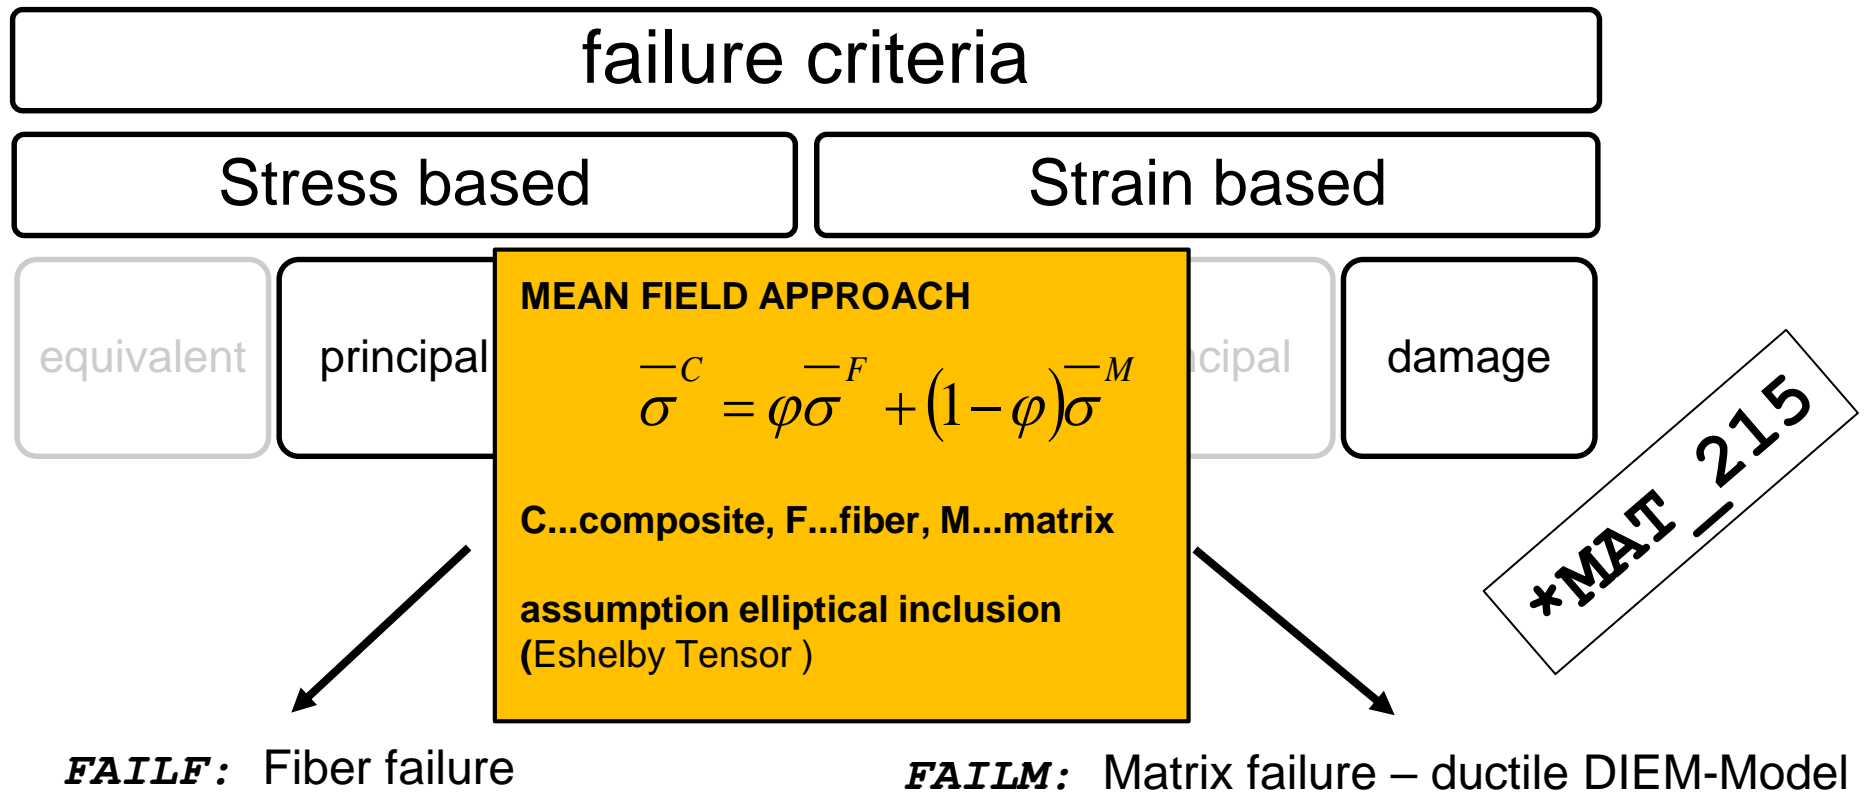 failure criteria
Stress based
Strain based
equivalent
principal
cipal
damage
MEAN FIELD APPROACH
σ̅^C = φσ̅^F + (1 − φ)σ̅^M
C...composite, F...fiber, M...matrix
assumption elliptical inclusion
(Eshelby Tensor )
*MAT_215
FAILF: Fiber failure
FAILM: Matrix failure – ductile DIEM-Model